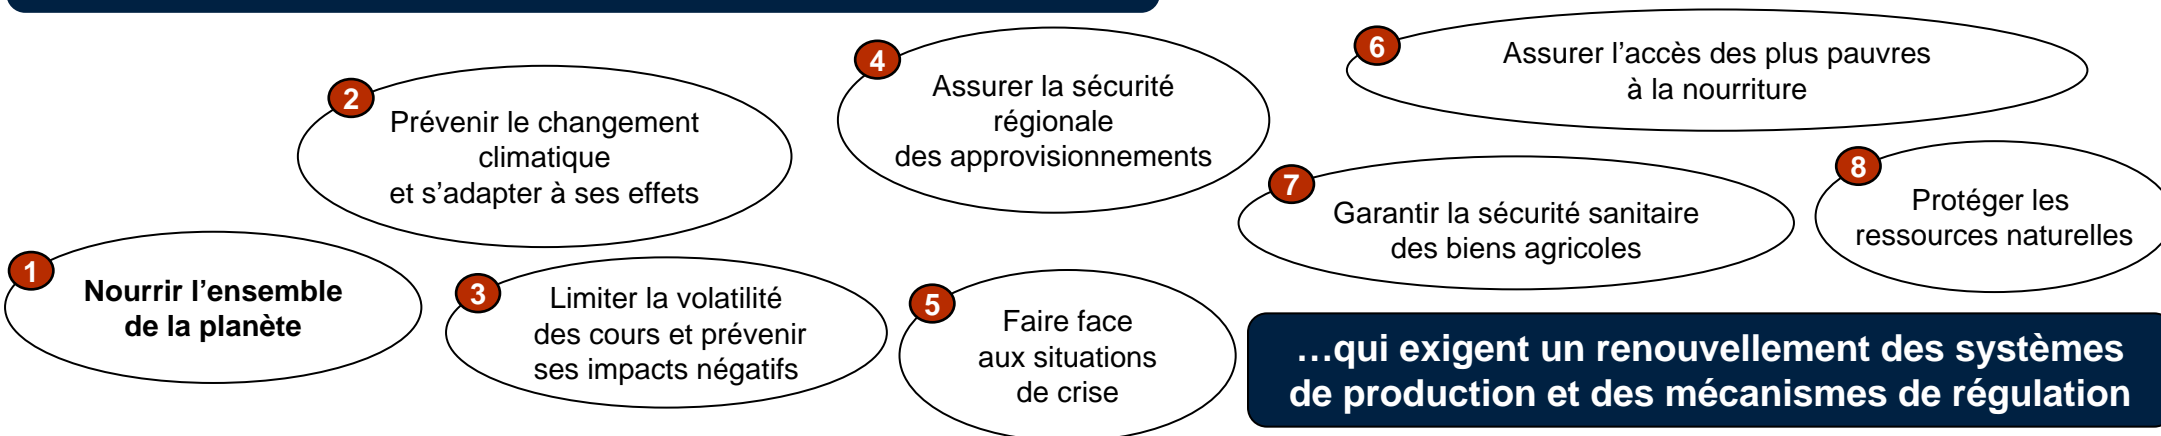 1
Nourrir l’ensemble
de la planète
2
Prévenir le changement
climatique
et s’adapter à ses effets
3
Limiter la volatilité
des cours et prévenir
ses impacts négatifs
4
Assurer la sécurité
régionale
des approvisionnements
5
Faire face
aux situations
de crise
6
Assurer l’accès des plus pauvres
à la nourriture
7
Garantir la sécurité sanitaire
des biens agricoles
8
Protéger les
ressources naturelles
…qui exigent un renouvellement des systèmes
de production et des mécanismes de régulation